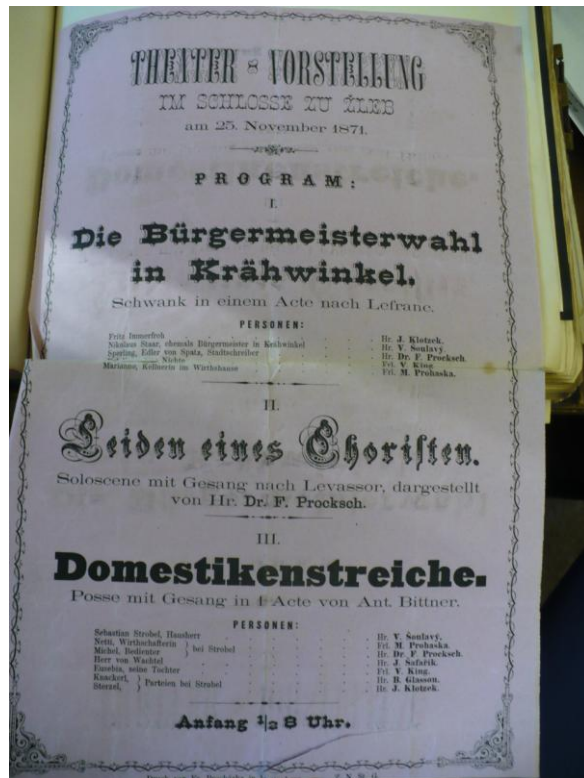 THEATER VORSTELLUNG
IM SCHLOSSE ZU ŽLEB
am 25. November 1871.
PROGRAM:
I.
Die Bürgermeisterwahl
in Krähwinkel.
Schwank in einem Acte nach Lefranc.
PERSONEN:
Fritz Immerfroh Hr. J. Klotzek.
Nikolaus Staar, ehemals Bürgermeister in Krähwinkel Hr. V. Soulavý.
Sperling, Edler von Spatz, Stadtschreiber Hr. Dr. F. Procksch.
Nichte Frl. V. King.
Marianne, Kellnerin im Wirthshause Frl. M. Prohaska.
II.
Leiden eines Choristen.
Soloscene mit Gesang nach Levassor, dargestellt
von Hr. Dr. F. Procksch.
III.
Domestikenstreiche.
Posse mit Gesang in 1 Acte von Ant. Bittner.
PERSONEN:
Sebastian Strobel, Hausherr Hr. V. Soulavý.
Netti, Wirthschafterin } bei Strobel Frl. M. Prohaska.
Michel, Bedienter Hr. Dr. F. Procksch.
Herr von Wachtel Hr. J. Šafařik.
Eusebia, seine Tochter Frl. V. King.
Knackerl, } Parteien bei Strobel Hr. B. Glasson.
Sterzel, Hr. J. Klotzek.
Anfang ½ 8 Uhr.